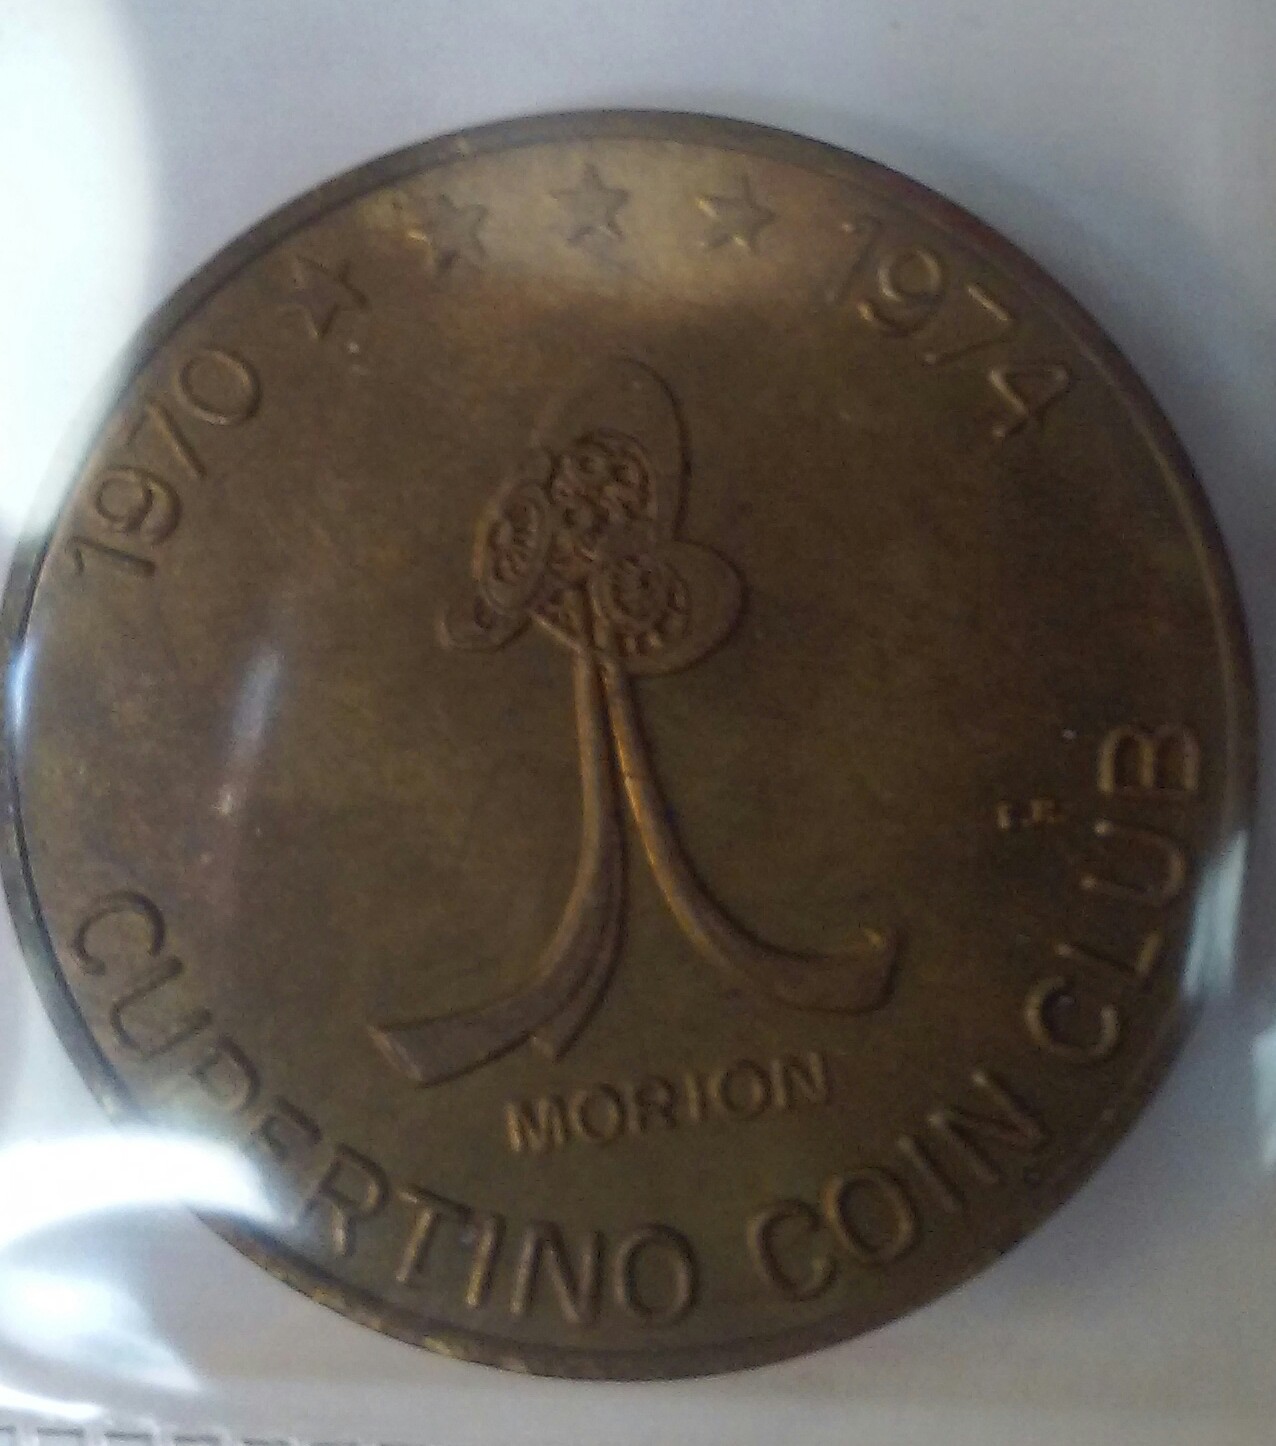 1970 1974
MORION
CUPERTINO COIN CLUB